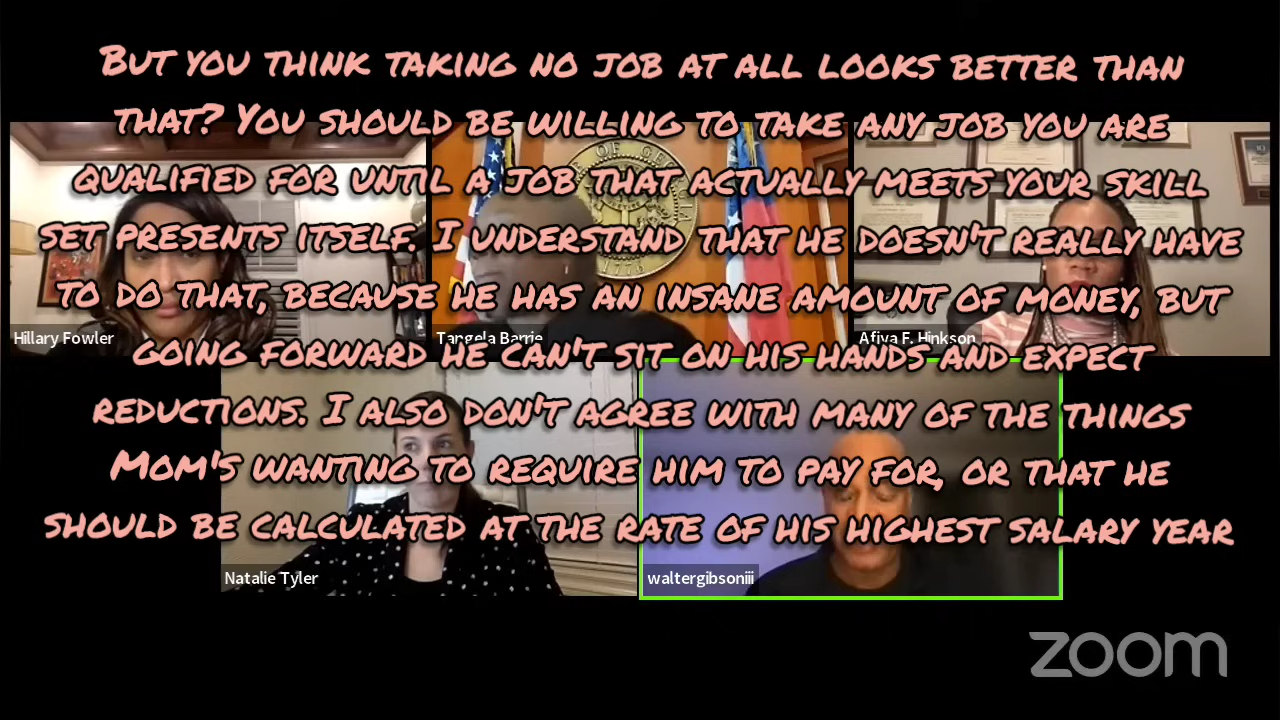 But you think taking no job at all looks better than
that? You should be willing to take any job you are
qualified for until a job that actually meets your skill
set presents itself. I understand that he doesn't really have
to do that, because he has an insane amount of money, but
going forward he can't sit on his hands and expect
reductions. I also don't agree with many of the things
Mom's wanting to require him to pay for, or that he
should be calculated at the rate of his highest salary year
OF GEORGIA
1776
Hillary Fowler
Tangela Barrie
Afiya F. Hinkson
Natalie Tyler
waltergibsoniii
zoom